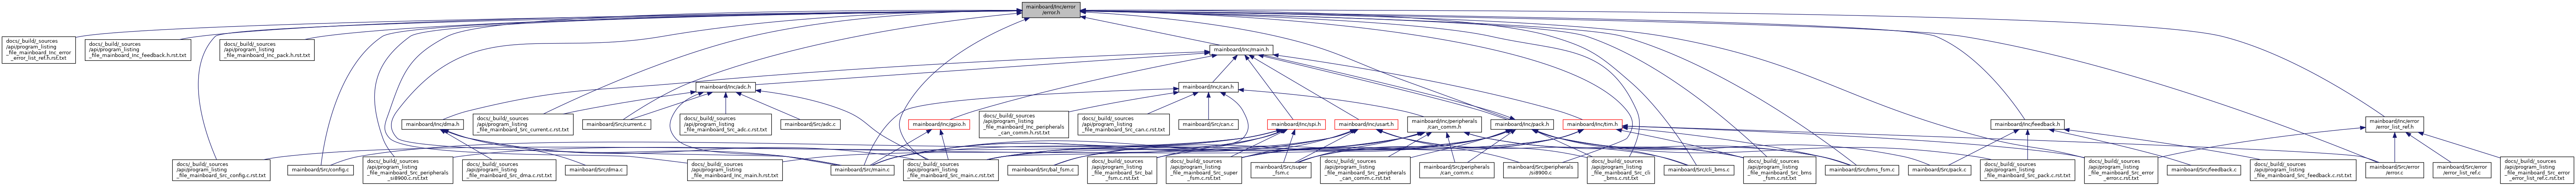 mainboard/Inc/error
/error.h
docs/_build/_sources
/api/program_listing
_file_mainboard_Inc_error
_error_list_ref.h.rst.txt
docs/_build/_sources
/api/program_listing
_file_mainboard_Inc_feedback.h.rst.txt
docs/_build/_sources
/api/program_listing
_file_mainboard_Inc_pack.h.rst.txt
mainboard/Inc/main.h
mainboard/Inc/adc.h
mainboard/Inc/can.h
mainboard/Inc/dma.h
docs/_build/_sources
/api/program_listing
_file_mainboard_Src_current.c.rst.txt
mainboard/Src/current.c
docs/_build/_sources
/api/program_listing
_file_mainboard_Src_adc.c.rst.txt
mainboard/Src/adc.c
mainboard/Inc/gpio.h
docs/_build/_sources
/api/program_listing
_file_mainboard_Inc_peripherals
_can_comm.h.rst.txt
docs/_build/_sources
/api/program_listing
_file_mainboard_Src_can.c.rst.txt
mainboard/Src/can.c
mainboard/Inc/spi.h
mainboard/Inc/usart.h
mainboard/Inc/peripherals
/can_comm.h
mainboard/Inc/pack.h
mainboard/Inc/tim.h
mainboard/Inc/feedback.h
mainboard/Inc/error
/error_list_ref.h
docs/_build/_sources
/api/program_listing
_file_mainboard_Src_config.c.rst.txt
mainboard/Src/config.c
docs/_build/_sources
/api/program_listing
_file_mainboard_Src_peripherals
_si8900.c.rst.txt
docs/_build/_sources
/api/program_listing
_file_mainboard_Src_dma.c.rst.txt
mainboard/Src/dma.c
docs/_build/_sources
/api/program_listing
_file_mainboard_Inc_main.h.rst.txt
mainboard/Src/main.c
docs/_build/_sources
/api/program_listing
_file_mainboard_Src_main.c.rst.txt
mainboard/Src/bal_fsm.c
docs/_build/_sources
/api/program_listing
_file_mainboard_Src_bal
_fsm.c.rst.txt
docs/_build/_sources
/api/program_listing
_file_mainboard_Src_super
_fsm.c.rst.txt
mainboard/Src/super
_fsm.c
docs/_build/_sources
/api/program_listing
_file_mainboard_Src_peripherals
_can_comm.c.rst.txt
mainboard/Src/peripherals
/can_comm.c
mainboard/Src/peripherals
/si8900.c
docs/_build/_sources
/api/program_listing
_file_mainboard_Src_cli
_bms.c.rst.txt
mainboard/Src/cli_bms.c
docs/_build/_sources
/api/program_listing
_file_mainboard_Src_bms
_fsm.c.rst.txt
mainboard/Src/bms_fsm.c
mainboard/Src/pack.c
docs/_build/_sources
/api/program_listing
_file_mainboard_Src_pack.c.rst.txt
docs/_build/_sources
/api/program_listing
_file_mainboard_Src_error
_error.c.rst.txt
mainboard/Src/feedback.c
docs/_build/_sources
/api/program_listing
_file_mainboard_Src_feedback.c.rst.txt
mainboard/Src/error
/error.c
mainboard/Src/error
/error_list_ref.c
docs/_build/_sources
/api/program_listing
_file_mainboard_Src_error
_error_list_ref.c.rst.txt